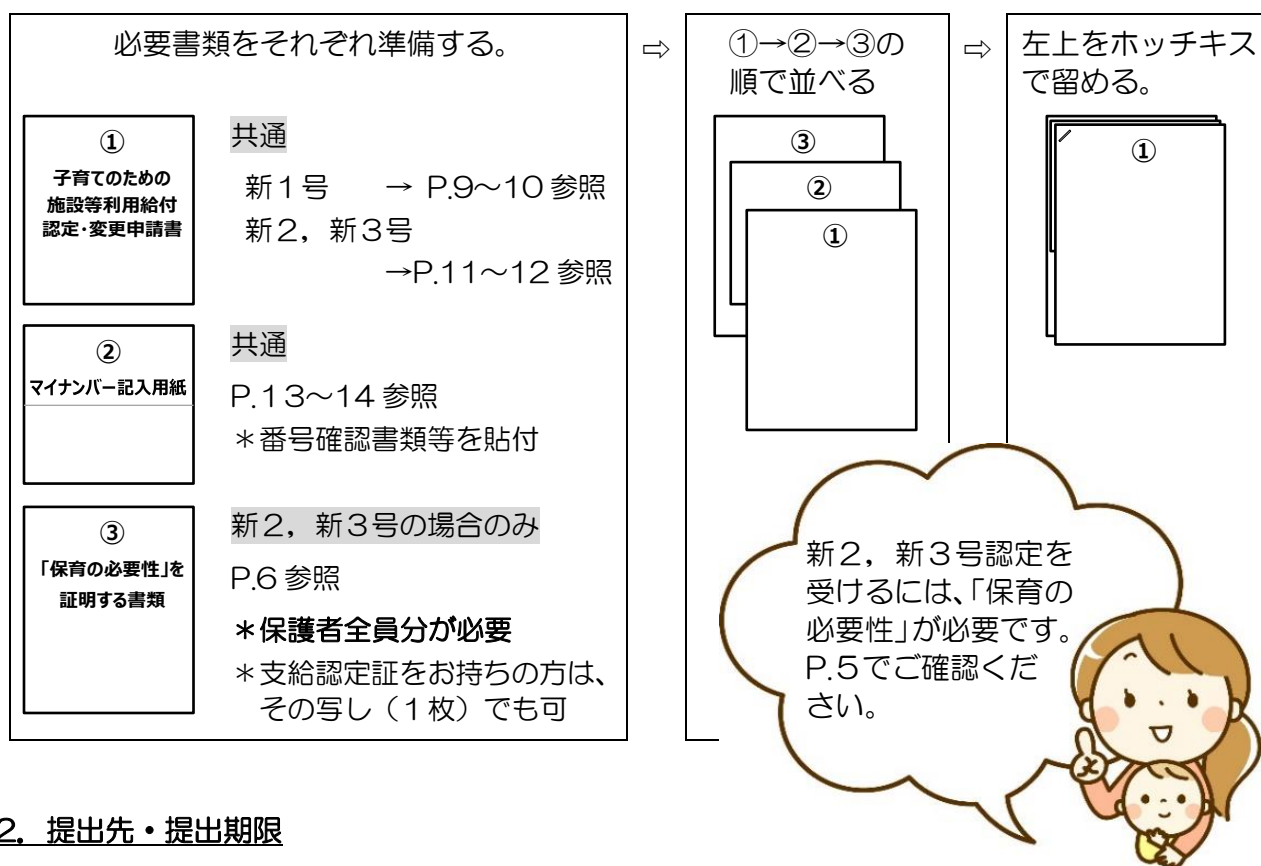 必要書類をそれぞれ準備する。
①
子育てのための
施設等利用給付
認定・変更申請書
共通
新1号 → P.9～10参照
新2，新3号
→P.11～12参照
②
マイナンバー記入用紙
共通
P.13～14参照
＊番号確認書類等を貼付
③
「保育の必要性」を
証明する書類
新2，新3号の場合のみ
P.6参照
＊保護者全員分が必要
＊支給認定証をお持ちの方は、
その写し（1枚）でも可
⇨
①→②→③の
順で並べる
③
②
①
⇨
左上をホッチキス
で留める。
①
新2，新3号認定を
受けるには、「保育の
必要性」が必要です。
P.5でご確認くだ
さい。
2．提出先・提出期限